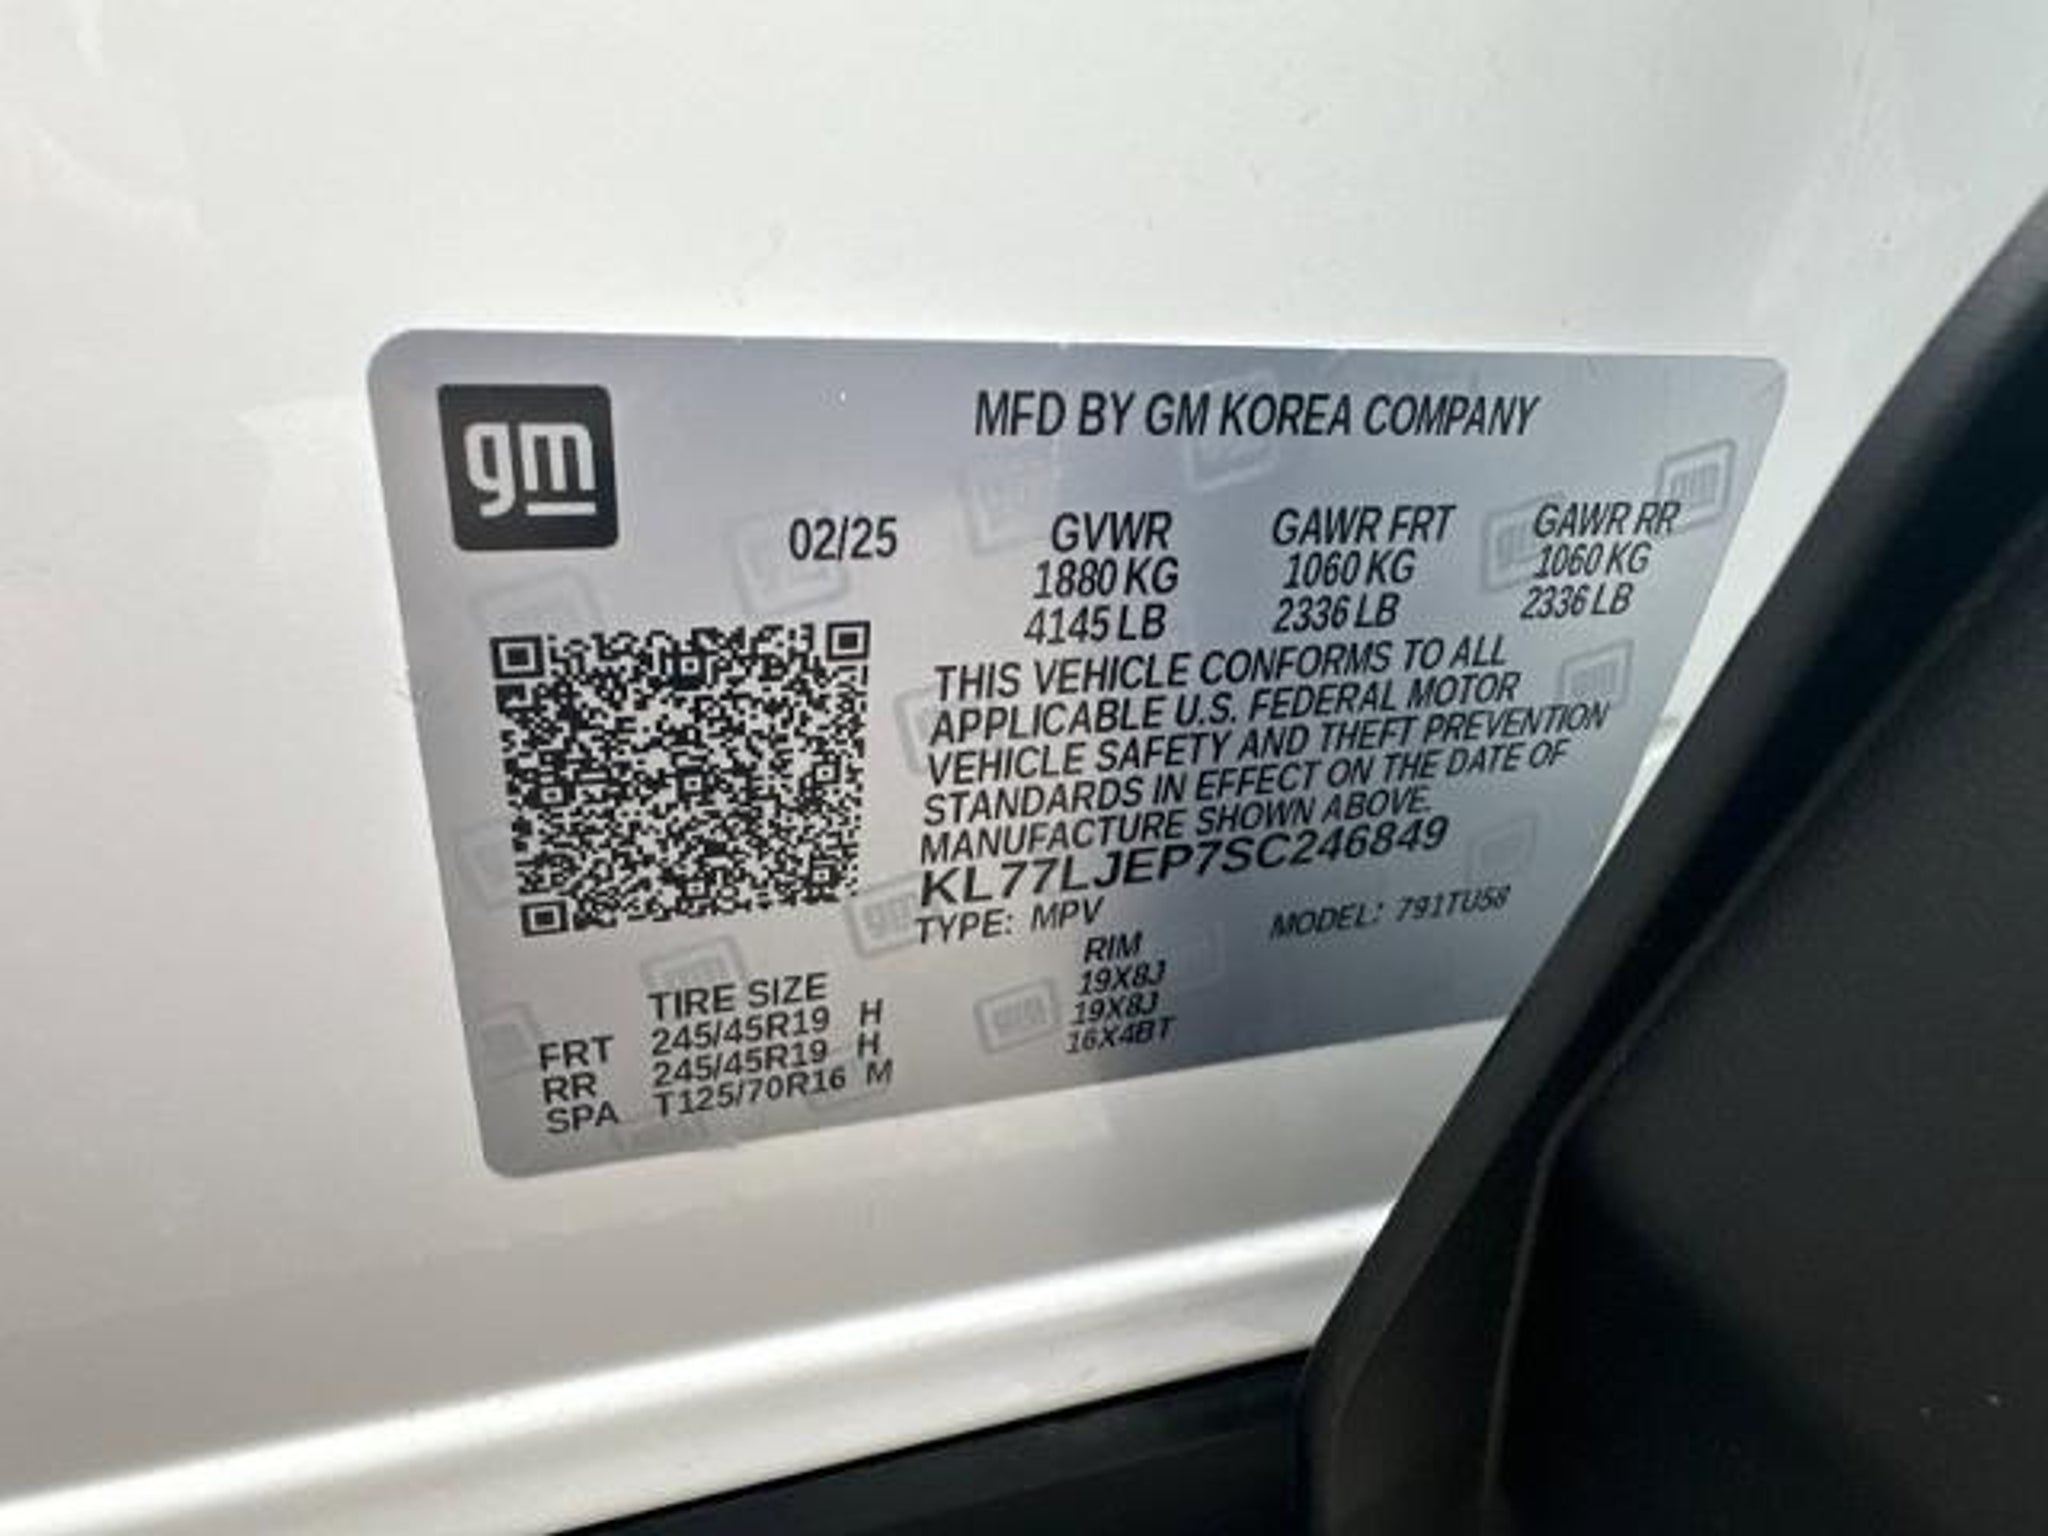 gm
MFD BY GM KOREA COMPANY
02/25 GVWR GAWR FRT GAWR RR
1880 KG 1060 KG 1060 KG
4145 LB 2336 LB 2336 LB
THIS VEHICLE CONFORMS TO ALL
APPLICABLE U.S. FEDERAL MOTOR
VEHICLE SAFETY AND THEFT PREVENTION
STANDARDS IN EFFECT ON THE DATE OF
MANUFACTURE SHOWN ABOVE.
KL77LJEP7SC246849
TYPE: MPV MODEL: 791TU58
TIRE SIZE RIM
FRT 245/45R19 H 19X8J
RR 245/45R19 H 19X8J
SPA T125/70R16 M 16X4BT